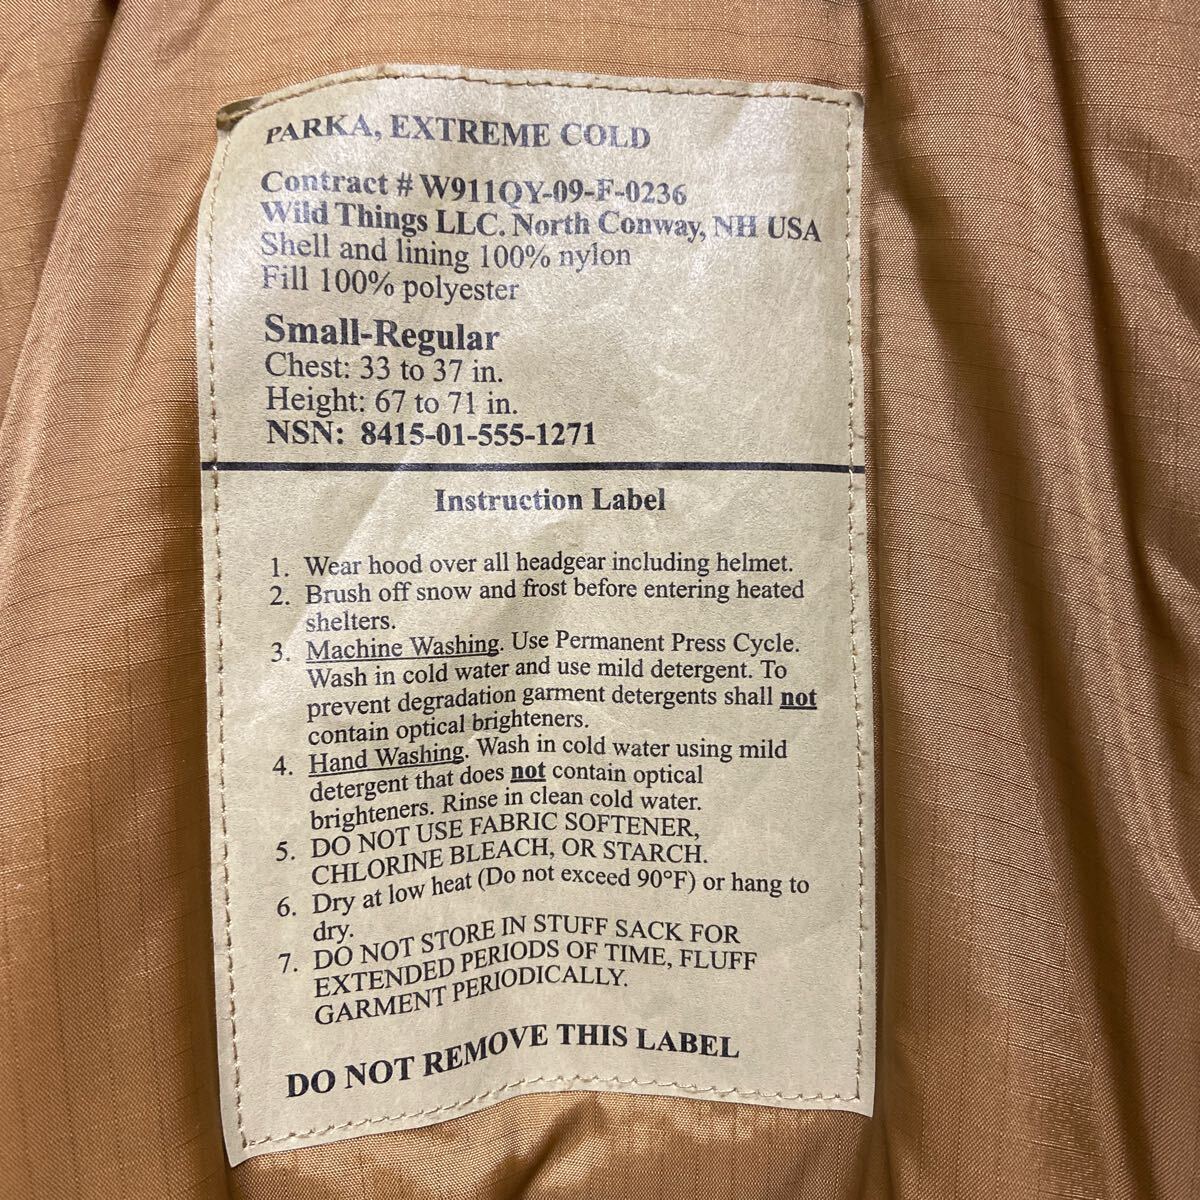 PARKA, EXTREME COLD
Contract # W911QY-09-F-0236
Wild Things LLC. North Conway, NH USA
Shell and lining 100% nylon
Fill 100% polyester
Small-Regular
Chest: 33 to 37 in.
Height: 67 to 71 in.
NSN: 8415-01-555-1271
Instruction Label
1. Wear hood over all headgear including helmet.
2. Brush off snow and frost before entering heated
shelters.
3. Machine Washing. Use Permanent Press Cycle.
Wash in cold water and use mild detergent. To
prevent degradation garment detergents shall not
contain optical brighteners.
4. Hand Washing. Wash in cold water using mild
detergent that does not contain optical
brighteners. Rinse in clean cold water.
5. DO NOT USE FABRIC SOFTENER,
CHLORINE BLEACH, OR STARCH.
6. Dry at low heat (Do not exceed 90°F) or hang to
dry.
7. DO NOT STORE IN STUFF SACK FOR
EXTENDED PERIODS OF TIME, FLUFF
GARMENT PERIODICALLY.
DO NOT REMOVE THIS LABEL